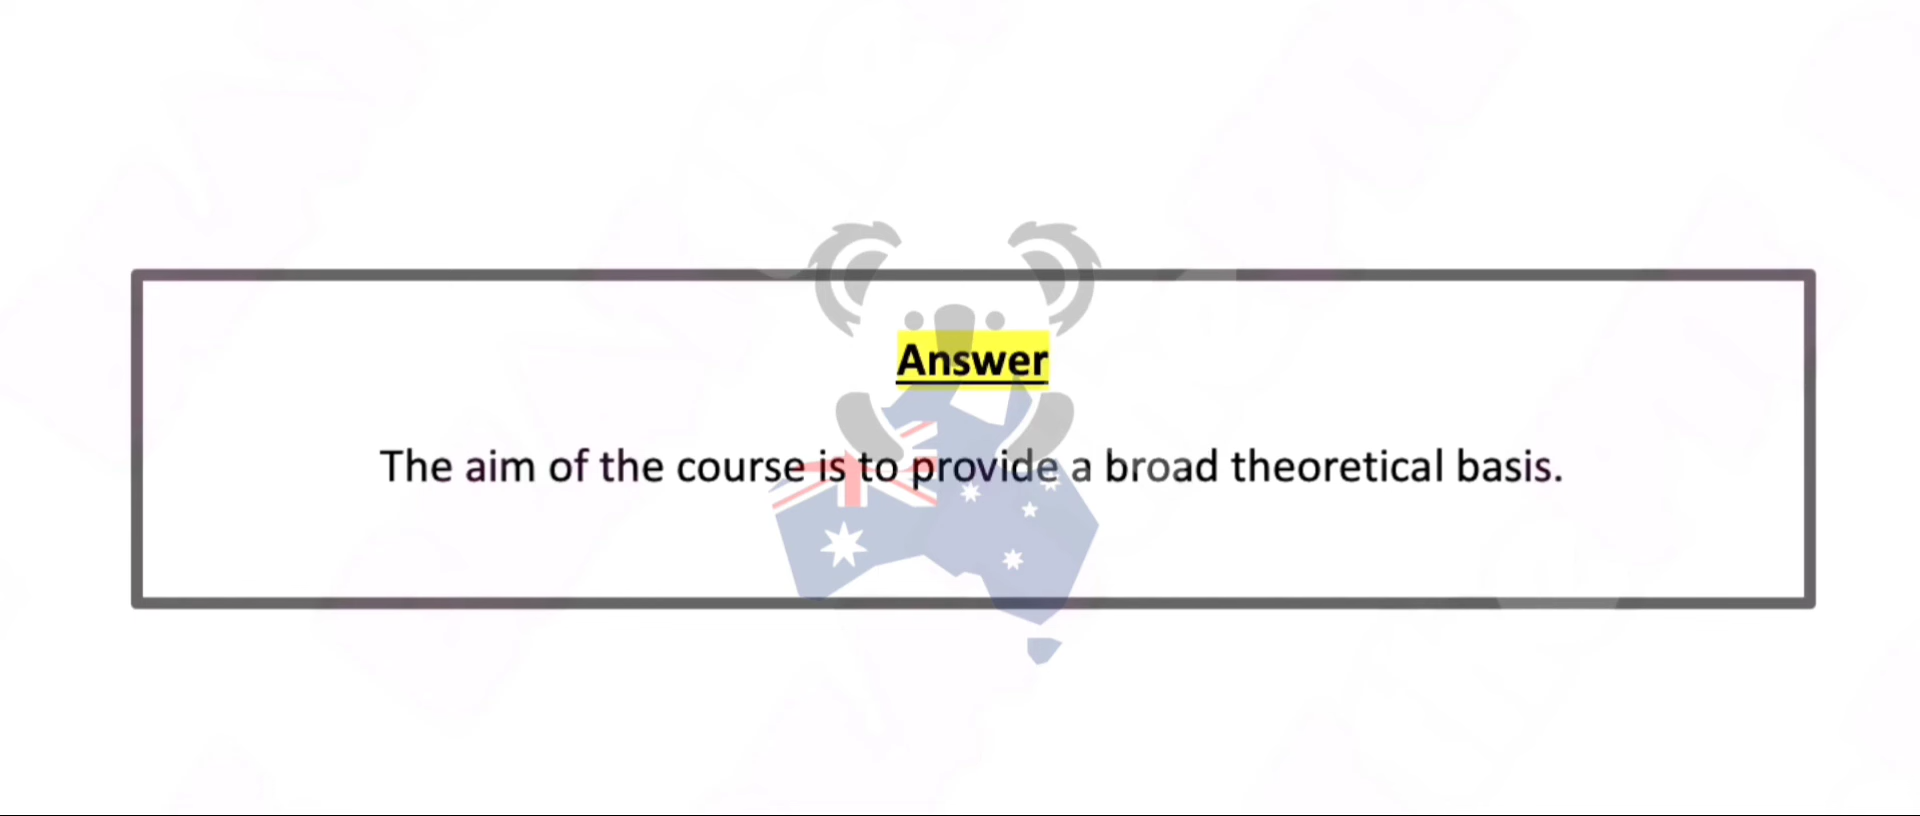 Answer
The aim of the course is to provide a broad theoretical basis.